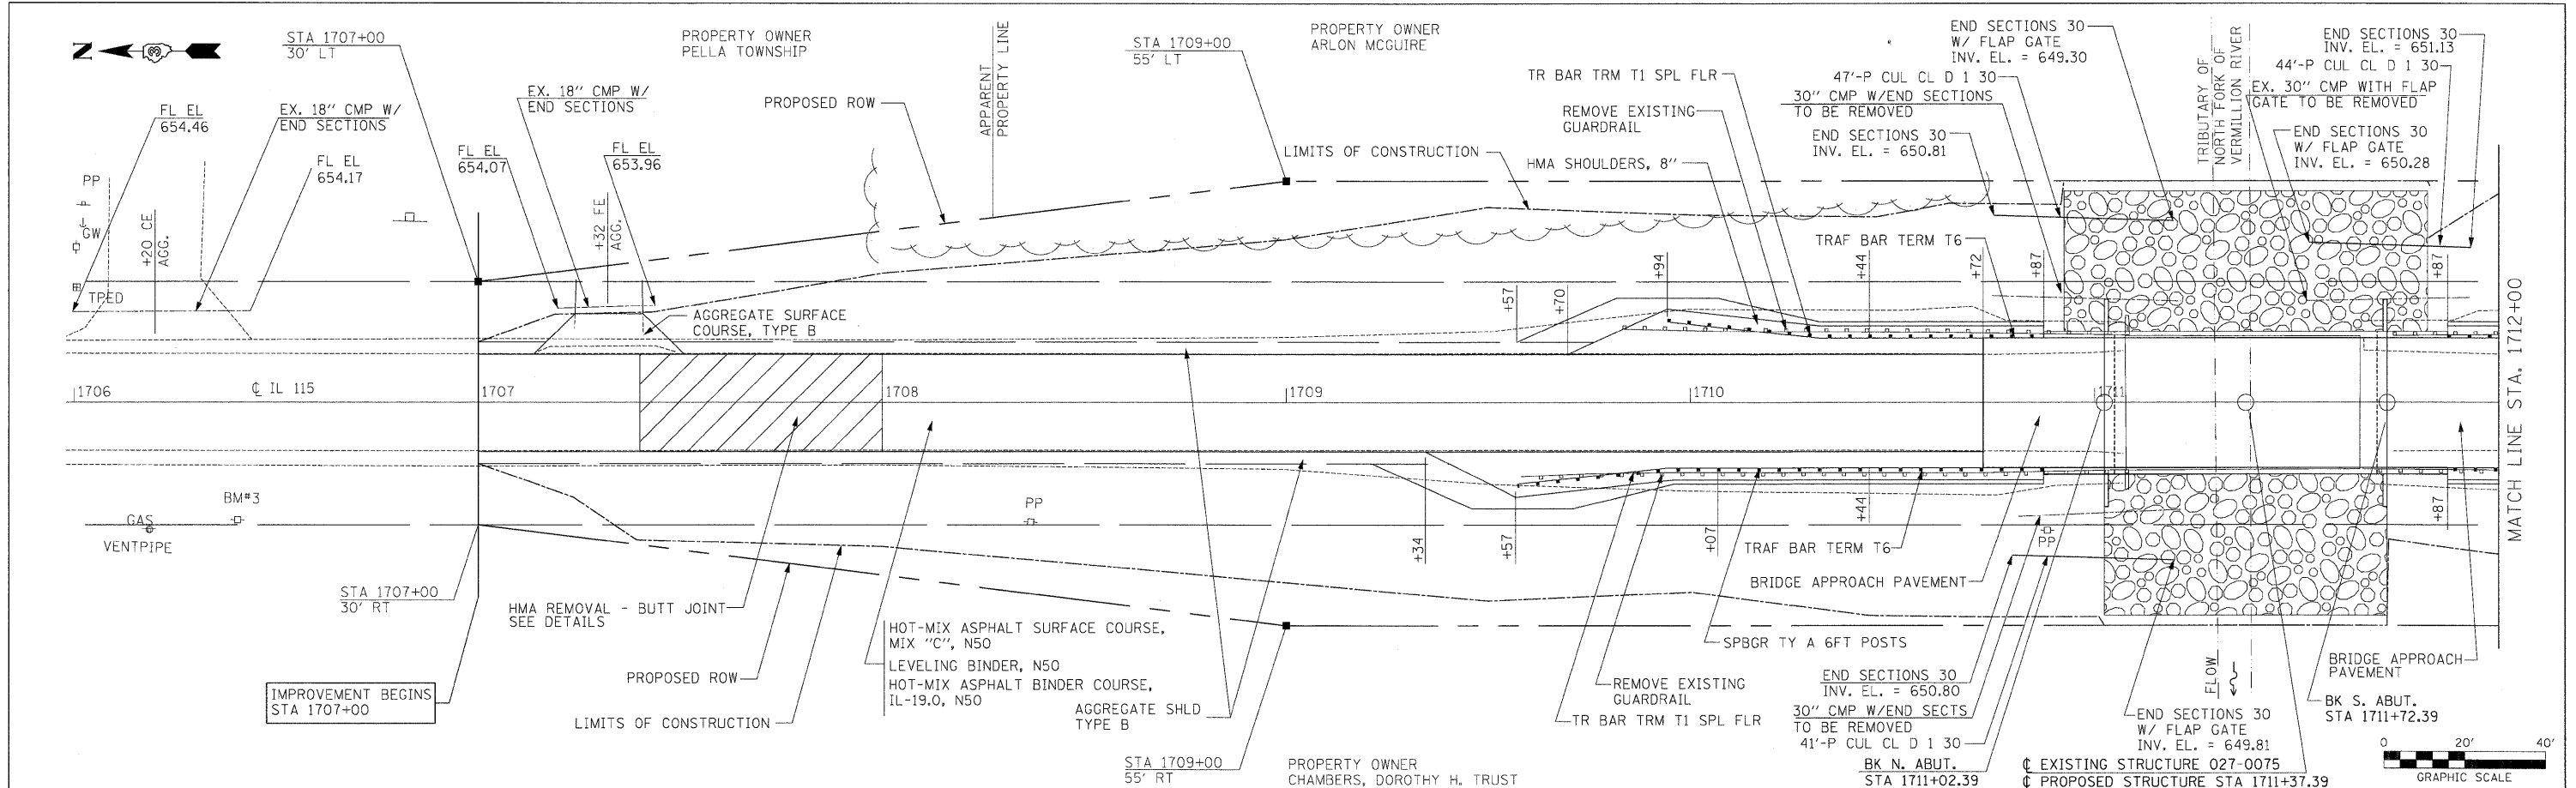 N
3
STA 1707+00
30' LT
PROPERTY OWNER
PELLA TOWNSHIP
APPARENT
PROPERTY LINE
STA 1709+00
55' LT
PROPERTY OWNER
ARLON MCGUIRE
END SECTIONS 30
W/ FLAP GATE
INV. EL. = 649.30
TRIBUTARY OF
NORTH FORK OF
VERMILLION RIVER
END SECTIONS 30
INV. EL. = 651.13
44'-P CUL CL D 1 30
EX. 30" CMP WITH FLAP
GATE TO BE REMOVED
END SECTIONS 30
W/ FLAP GATE
INV. EL. = 650.28
TR BAR TRM T1 SPL FLR
47'-P CUL CL D 1 30
30" CMP W/END SECTIONS
TO BE REMOVED
END SECTIONS 30
INV. EL. = 650.81
REMOVE EXISTING
GUARDRAIL
HMA SHOULDERS, 8"
LIMITS OF CONSTRUCTION
PROPOSED ROW
FL EL
654.46
EX. 18" CMP W/
END SECTIONS
FL EL
654.17
FL EL
654.07
EX. 18" CMP W/
END SECTIONS
FL EL
653.96
PP
GW
TPED
+20 CE
AGG.
+32 FE
AGG.
AGGREGATE SURFACE
COURSE, TYPE B
TRAF BAR TERM T6
+57
+70
+94
+44
+72
+87
+87
MATCH LINE STA. 1712+00
1706
℄ IL 115
1707
1708
1709
1710
1711
BM#3
GAS
VENTPIPE
PP
+34
+57
+07
+44
PP
+87
TRAF BAR TERM T6
BRIDGE APPROACH PAVEMENT
STA 1707+00
30' RT
HMA REMOVAL - BUTT JOINT
SEE DETAILS
IMPROVEMENT BEGINS
STA 1707+00
PROPOSED ROW
LIMITS OF CONSTRUCTION
HOT-MIX ASPHALT SURFACE COURSE,
MIX "C", N50
LEVELING BINDER, N50
HOT-MIX ASPHALT BINDER COURSE,
IL-19.0, N50
AGGREGATE SHLD
TYPE B
STA 1709+00
55' RT
PROPERTY OWNER
CHAMBERS, DOROTHY H. TRUST
SPBGR TY A 6FT POSTS
REMOVE EXISTING
GUARDRAIL
TR BAR TRM T1 SPL FLR
END SECTIONS 30
INV. EL. = 650.80
30" CMP W/END SECTS
TO BE REMOVED
41'-P CUL CL D 1 30
BK N. ABUT.
STA 1711+02.39
FLOW
END SECTIONS 30
W/ FLAP GATE
INV. EL. = 649.81
℄ EXISTING STRUCTURE 027-0075
℄ PROPOSED STRUCTURE STA 1711+37.39
BRIDGE APPROACH
PAVEMENT
BK S. ABUT.
STA 1711+72.39
0 20' 40'
GRAPHIC SCALE